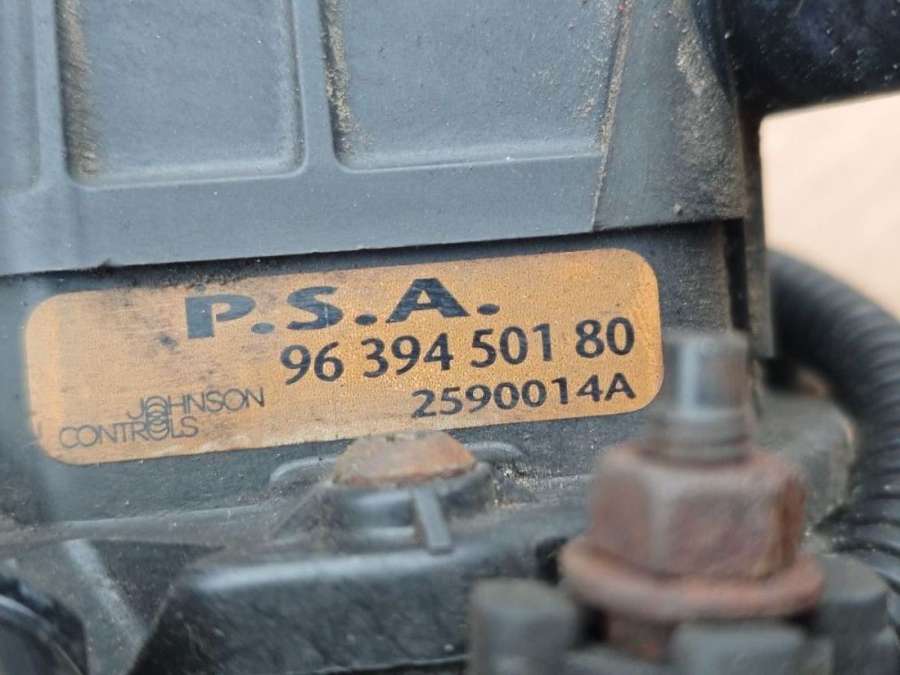 P.S.A.
96 394 501 80
2590014A
JOHNSON
CONTROLS